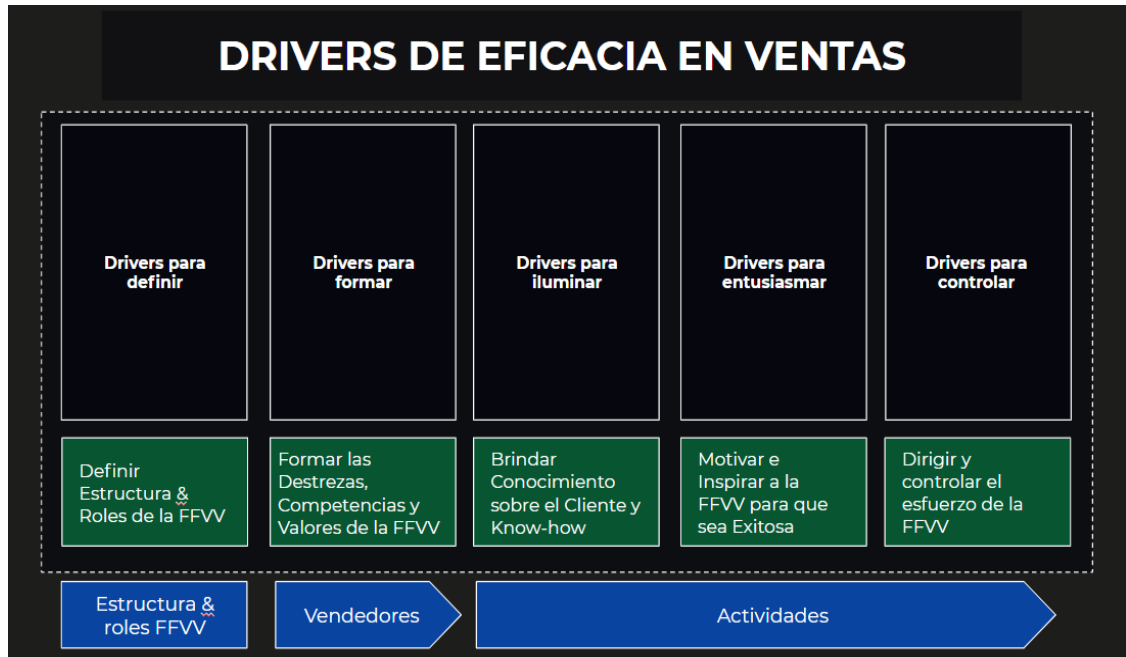 DRIVERS DE EFICACIA EN VENTAS
Drivers para
definir
Drivers para
formar
Drivers para
iluminar
Drivers para
entusiasmar
Drivers para
controlar
Definir
Estructura &
Roles de la FFVV
Formar las
Destrezas,
Competencias y
Valores de la FFVV
Brindar
Conocimiento
sobre el Cliente y
Know-how
Motivar e
Inspirar a la
FFVV para que
sea Exitosa
Dirigir y
controlar el
esfuerzo de la
FFVV
Estructura &
roles FFVV
Vendedores
Actividades